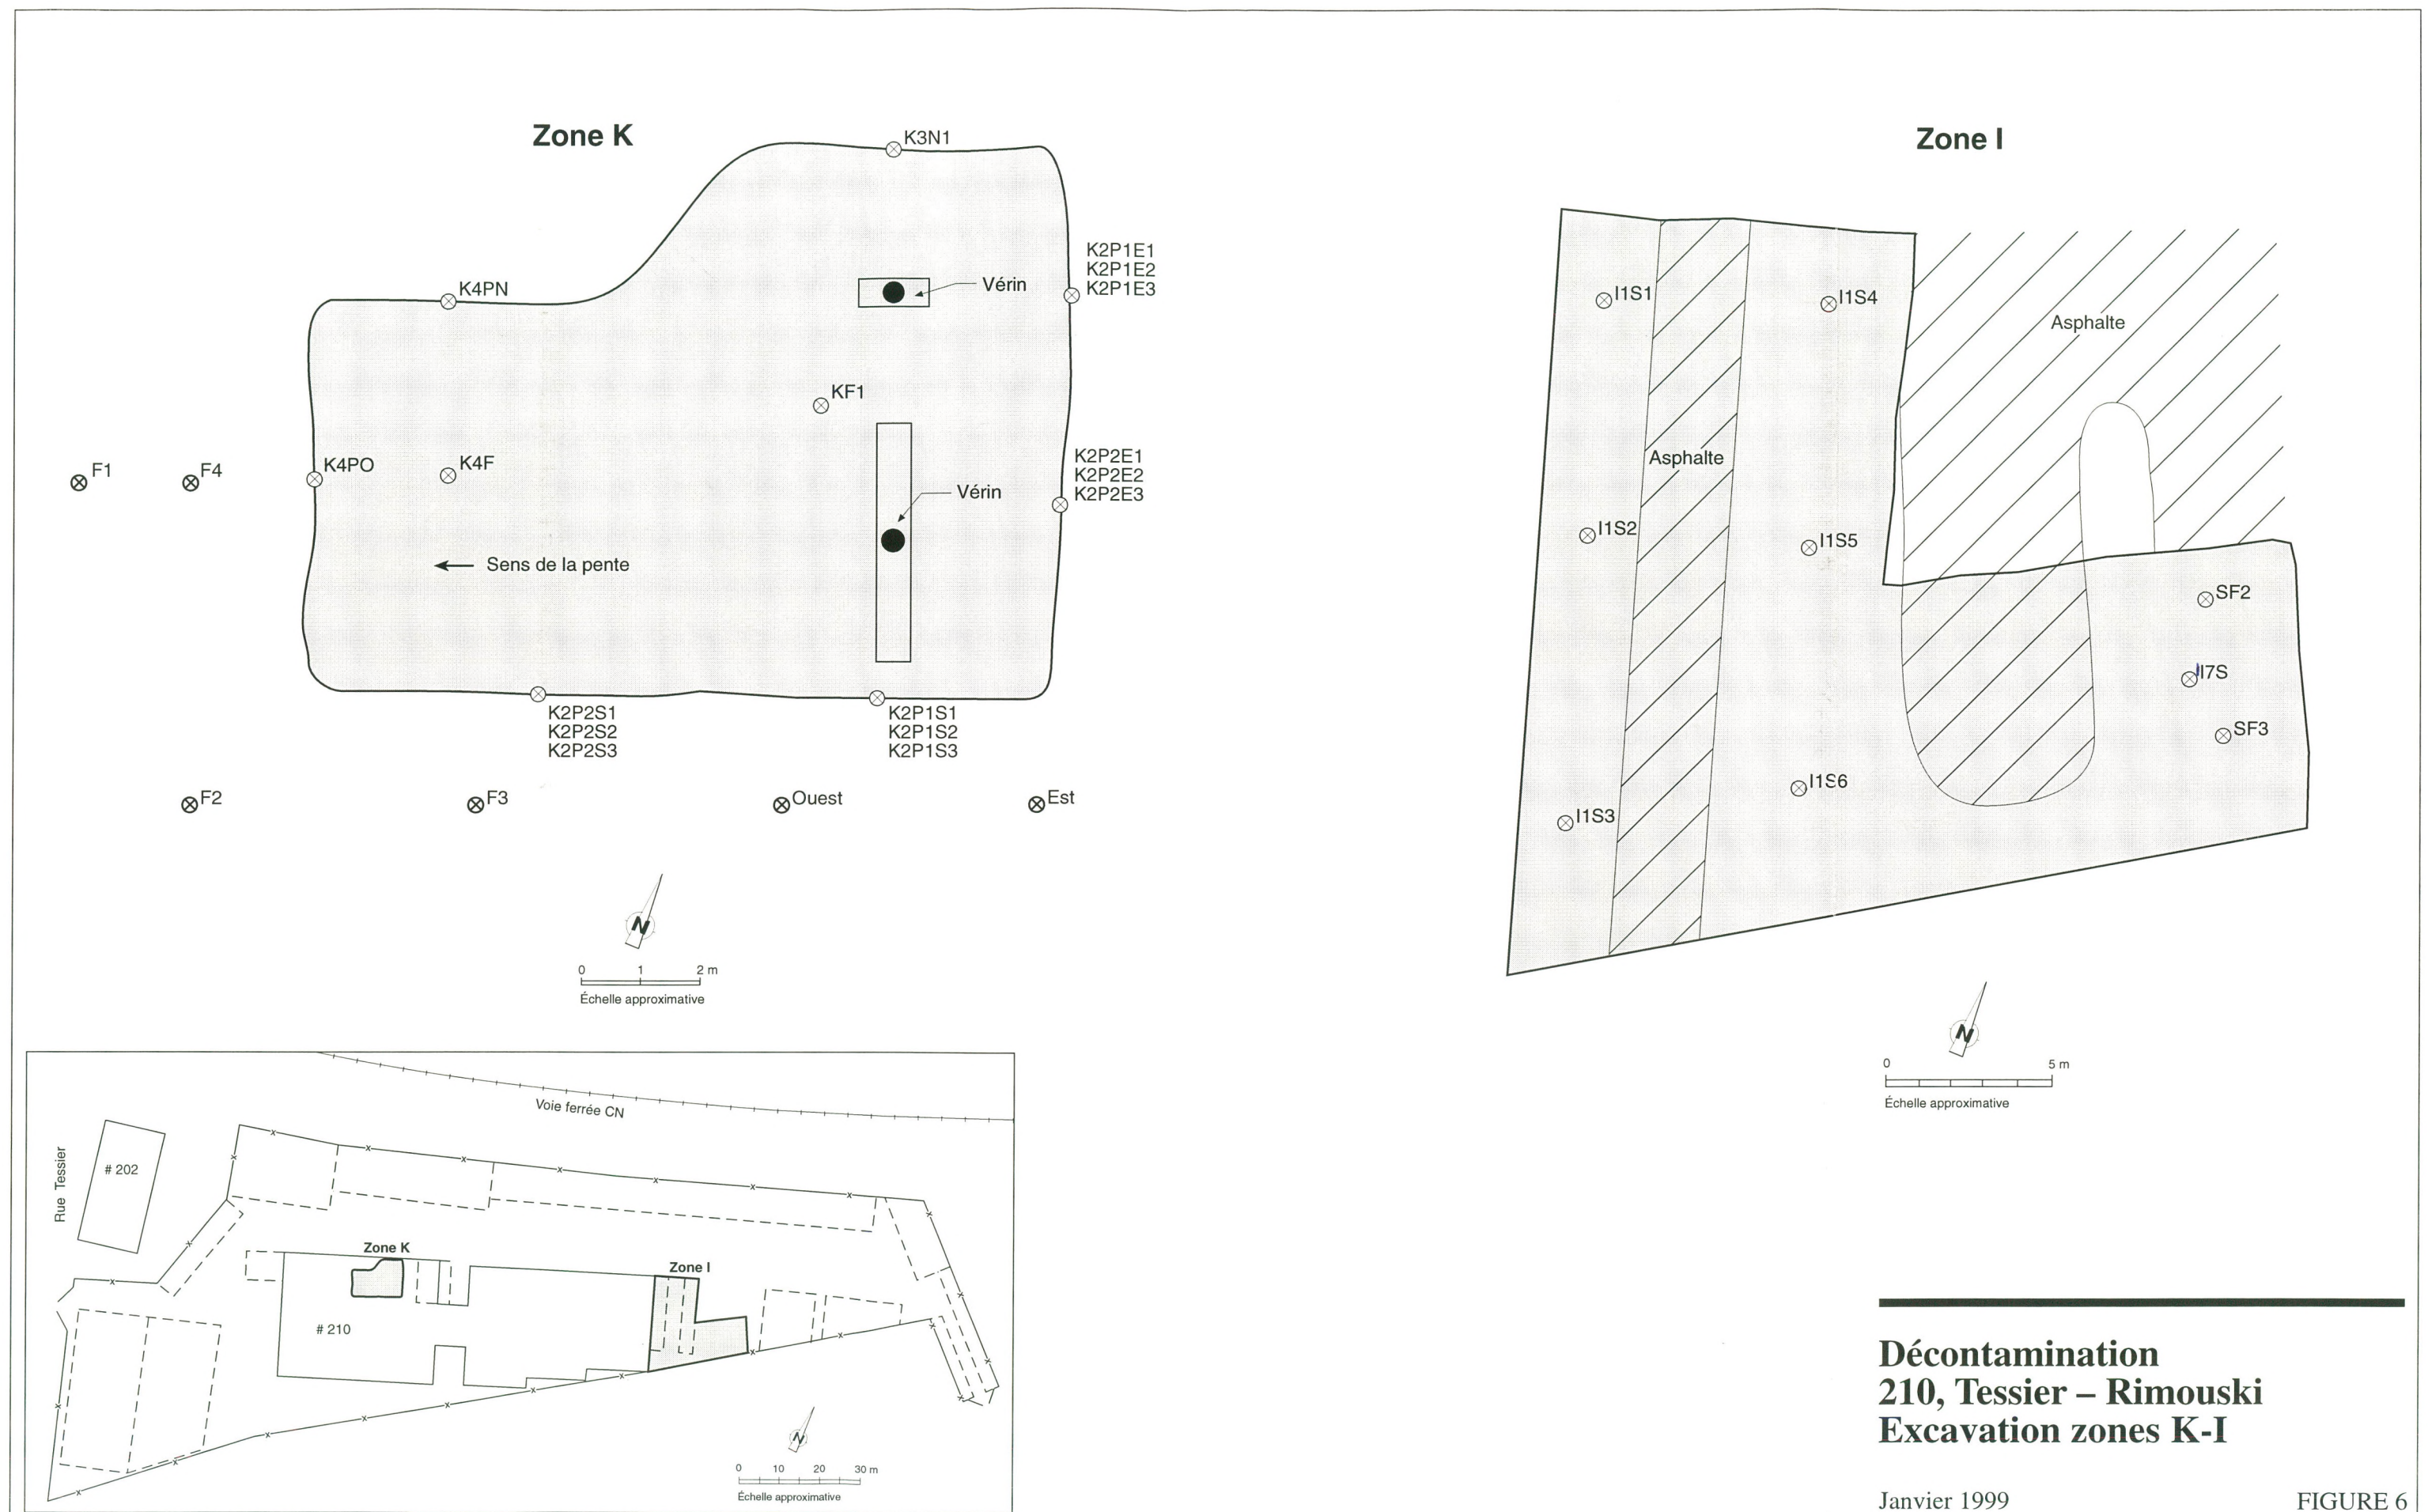 Zone K
K3N1
K2P1E1
K2P1E2
K2P1E3
K4PN
Vérin
KF1
K4PO
K4F
K2P2E1
K2P2E2
K2P2E3
F1
F4
Vérin
Sens de la pente
K2P2S1
K2P2S2
K2P2S3
K2P1S1
K2P1S2
K2P1S3
F2
F3
Ouest
Est
N
0 1 2 m
Échelle approximative
Zone I
I1S1
I1S4
Asphalte
Asphalte
I1S2
I1S5
SF2
I7S
SF3
I1S6
I1S3
N
0 5 m
Échelle approximative
Voie ferrée CN
Rue Tessier
# 202
Zone K
Zone I
# 210
N
0 10 20 30 m
Échelle approximative
Décontamination
210, Tessier – Rimouski
Excavation zones K-I
Janvier 1999 FIGURE 6